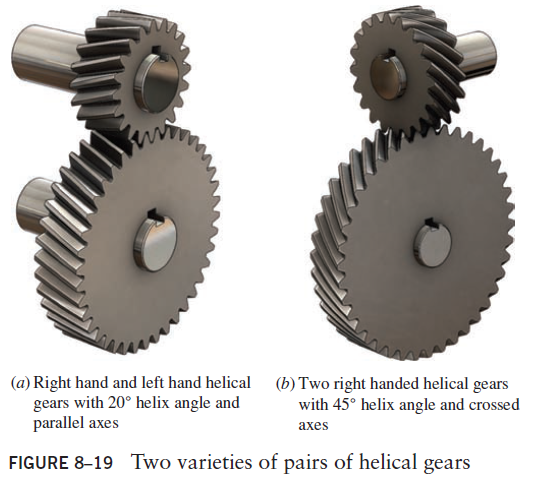 (a) Right hand and left hand helical
gears with 20° helix angle and
parallel axes
(b) Two right handed helical gears
with 45° helix angle and crossed
axes
FIGURE 8–19 Two varieties of pairs of helical gears